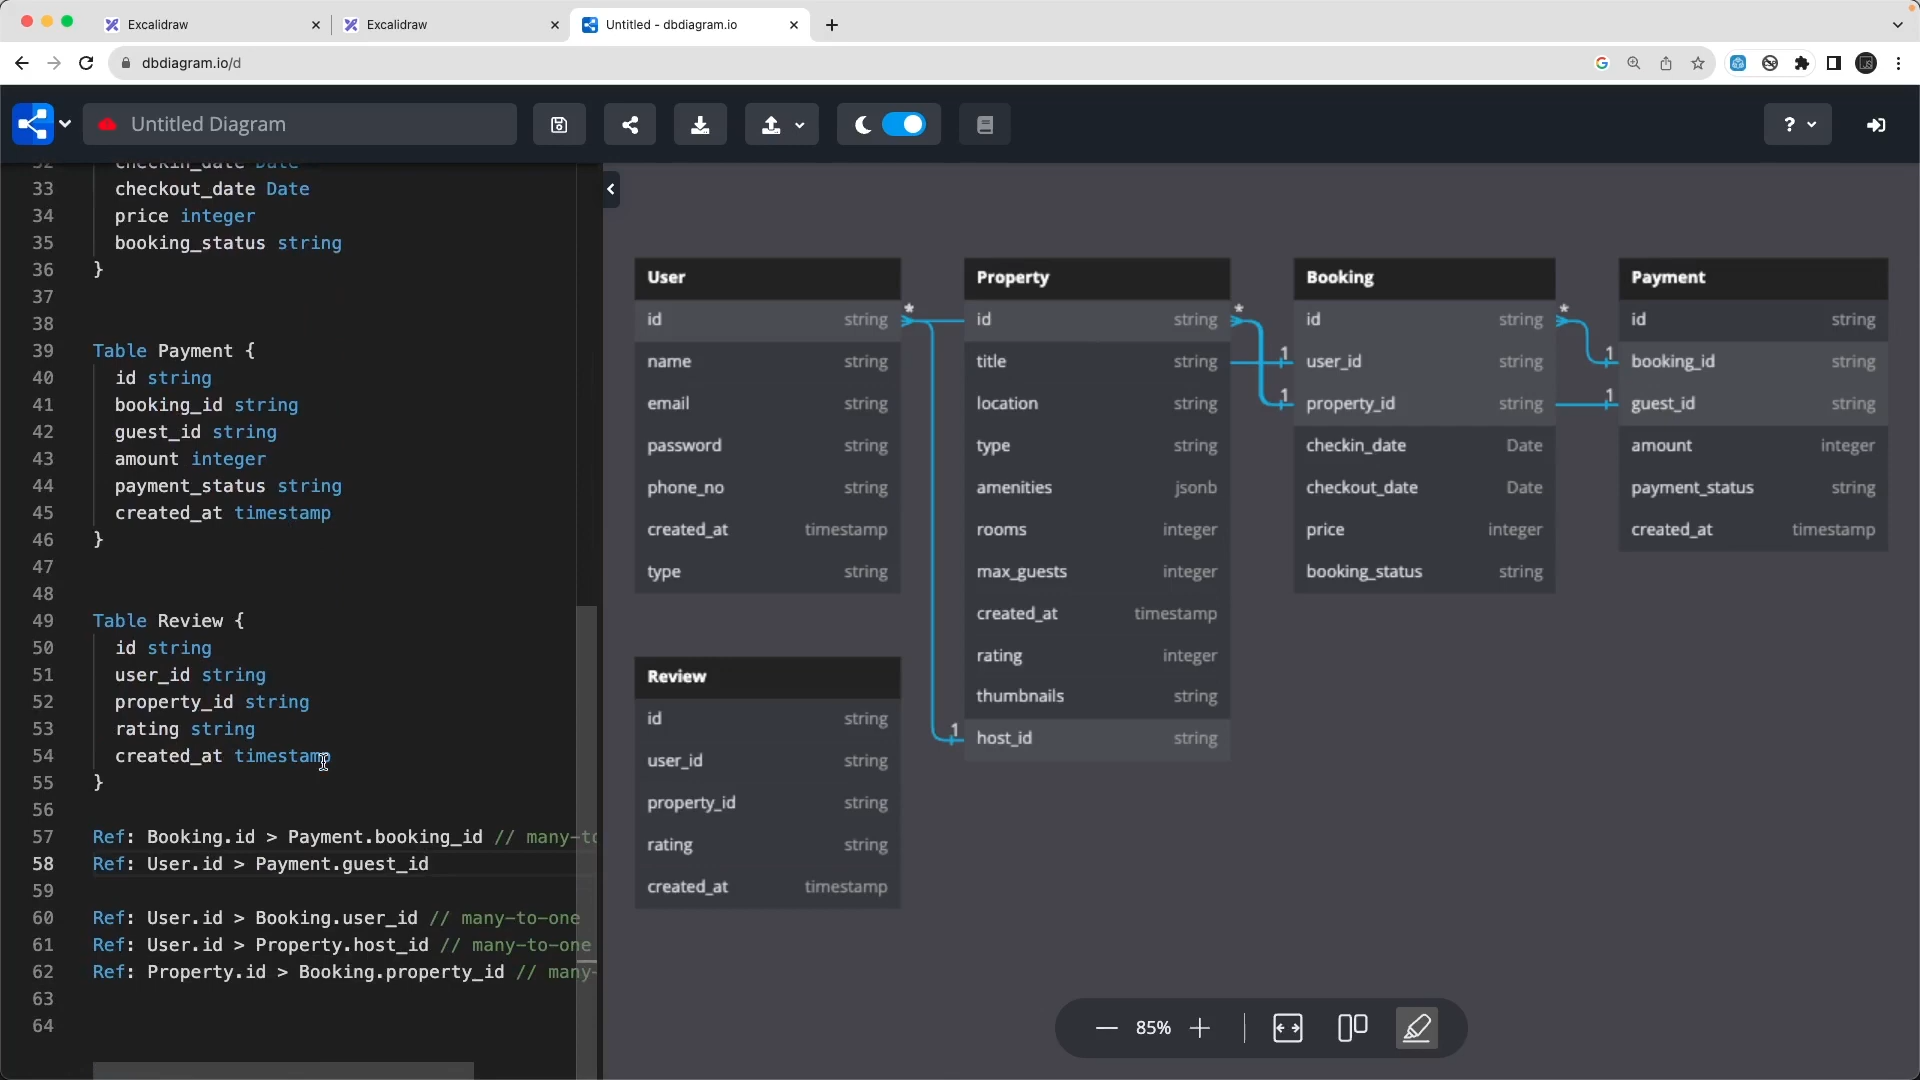 Excalidraw
Excalidraw
Untitled - dbdiagram.io
dbdiagram.io/d
Untitled Diagram
?
32 checkin_date Date
33 checkout_date Date
34 price integer
35 booking_status string
36 }
37
38
39 Table Payment {
40 id string
41 booking_id string
42 guest_id string
43 amount integer
44 payment_status string
45 created_at timestamp
46 }
47
48
49 Table Review {
50 id string
51 user_id string
52 property_id string
53 rating string
54 created_at timestamp
55 }
56
57 Ref: Booking.id > Payment.booking_id // many-to
58 Ref: User.id > Payment.guest_id
59
60 Ref: User.id > Booking.user_id // many-to-one
61 Ref: User.id > Property.host_id // many-to-one
62 Ref: Property.id > Booking.property_id // many-
63
64
User
id string
name string
email string
password string
phone_no string
created_at timestamp
type string
* 1
Property
id string
title string
location string
type string
amenities jsonb
rooms integer
max_guests integer
created_at timestamp
rating integer
thumbnails string
host_id string
* 1 1
Booking
id string
user_id string
property_id string
checkin_date Date
checkout_date Date
price integer
booking_status string
* 1 1
Payment
id string
booking_id string
guest_id string
amount integer
payment_status string
created_at timestamp
Review
id string
user_id string
property_id string
rating string
created_at timestamp
85%